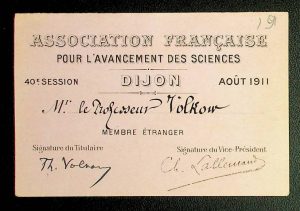 ASSOCIATION FRANÇAISE
POUR L'AVANCEMENT DES SCIENCES
40e SESSION DIJON AOÛT 1911
Mr. le Professeur Volkow
MEMBRE ÉTRANGER
Signature du Titulaire Signature du Vice-Président
Th. Volkow Ch. Lallemand